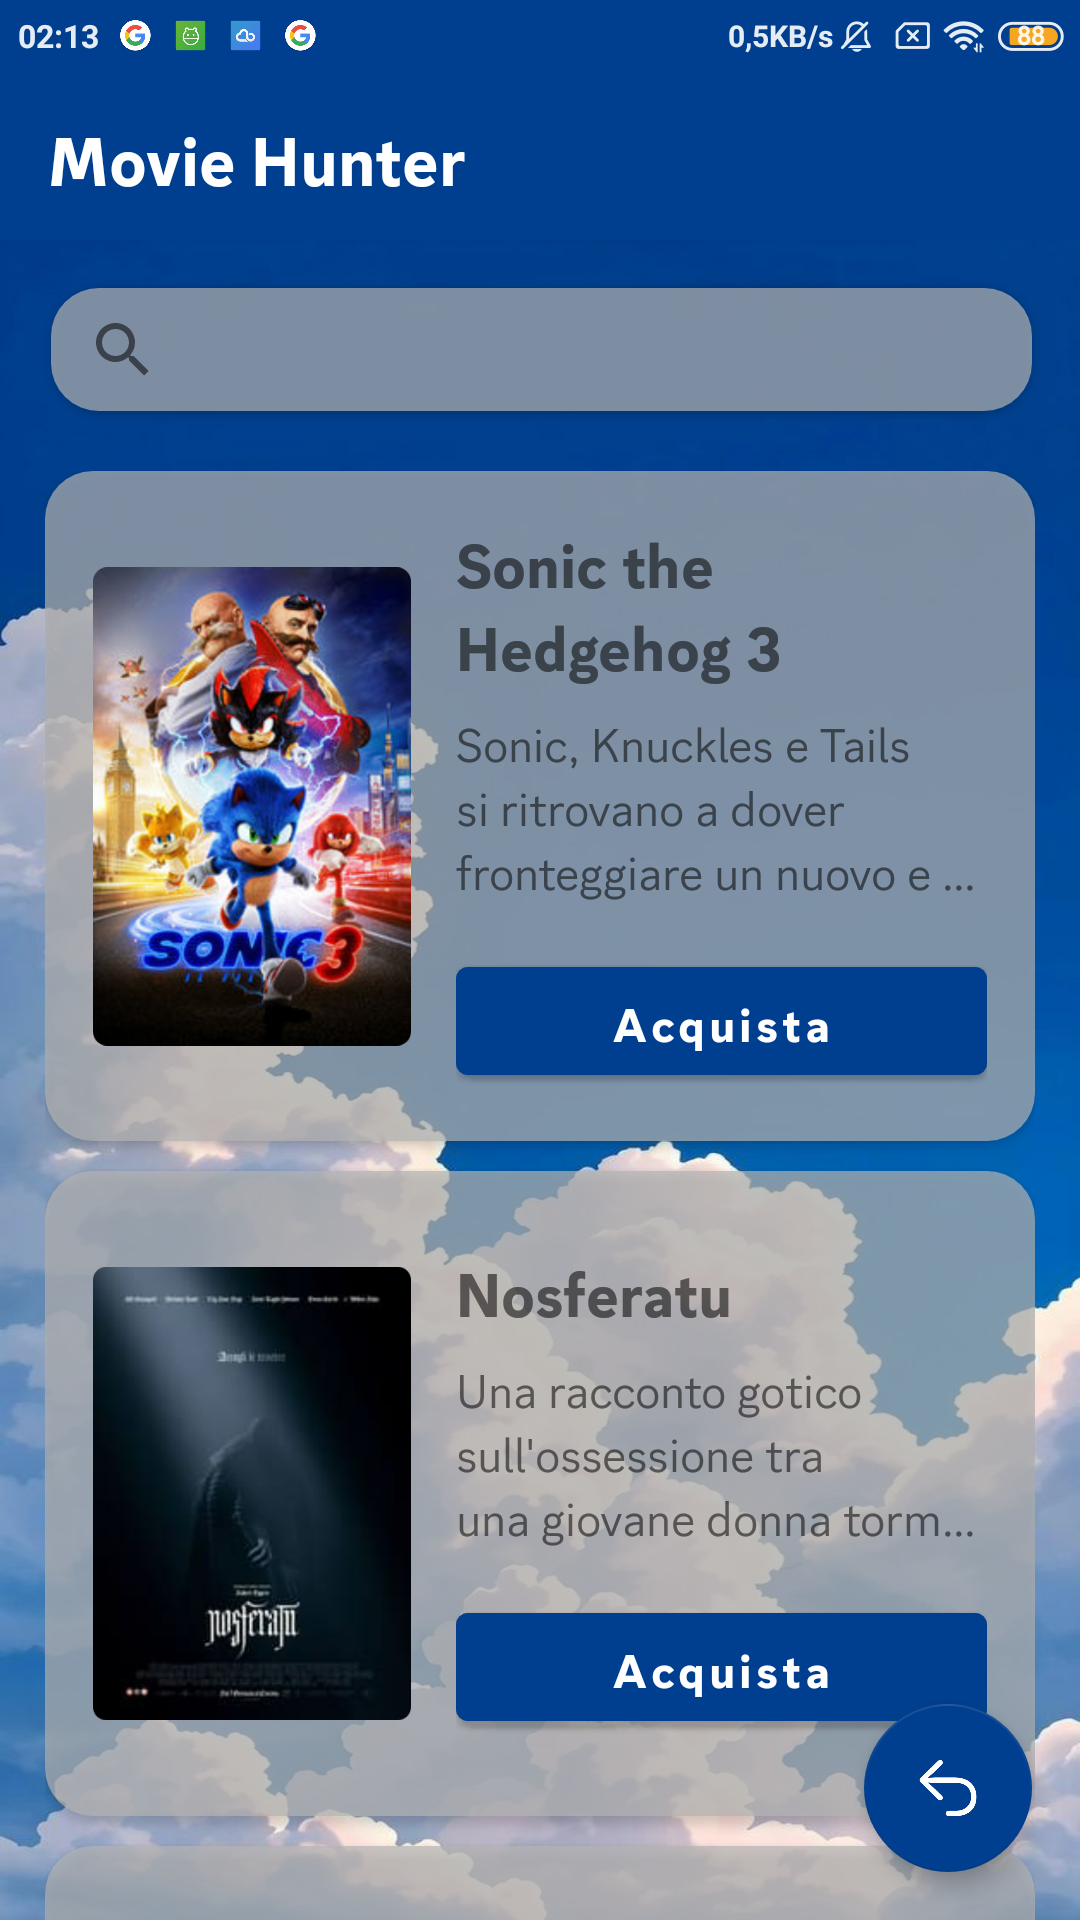 02:13
0,5KB/s
88
Movie Hunter
Sonic the
Hedgehog 3
Sonic, Knuckles e Tails
si ritrovano a dover
fronteggiare un nuovo e ...
SONIC 3
Acquista
Nosferatu
Una racconto gotico
sull'ossessione tra
una giovane donna torm...
nosferatu
Acquista